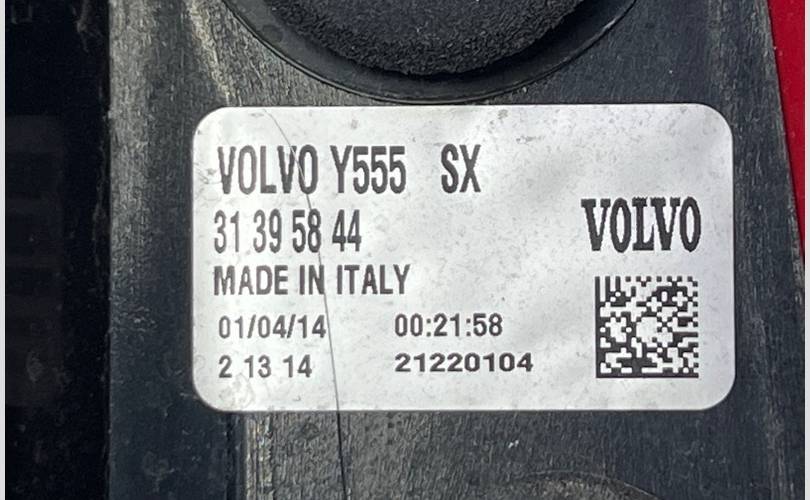 VOLVO Y555 SX
31 39 58 44
VOLVO
MADE IN ITALY
01/04/14 00:21:58
2 13 14 21220104